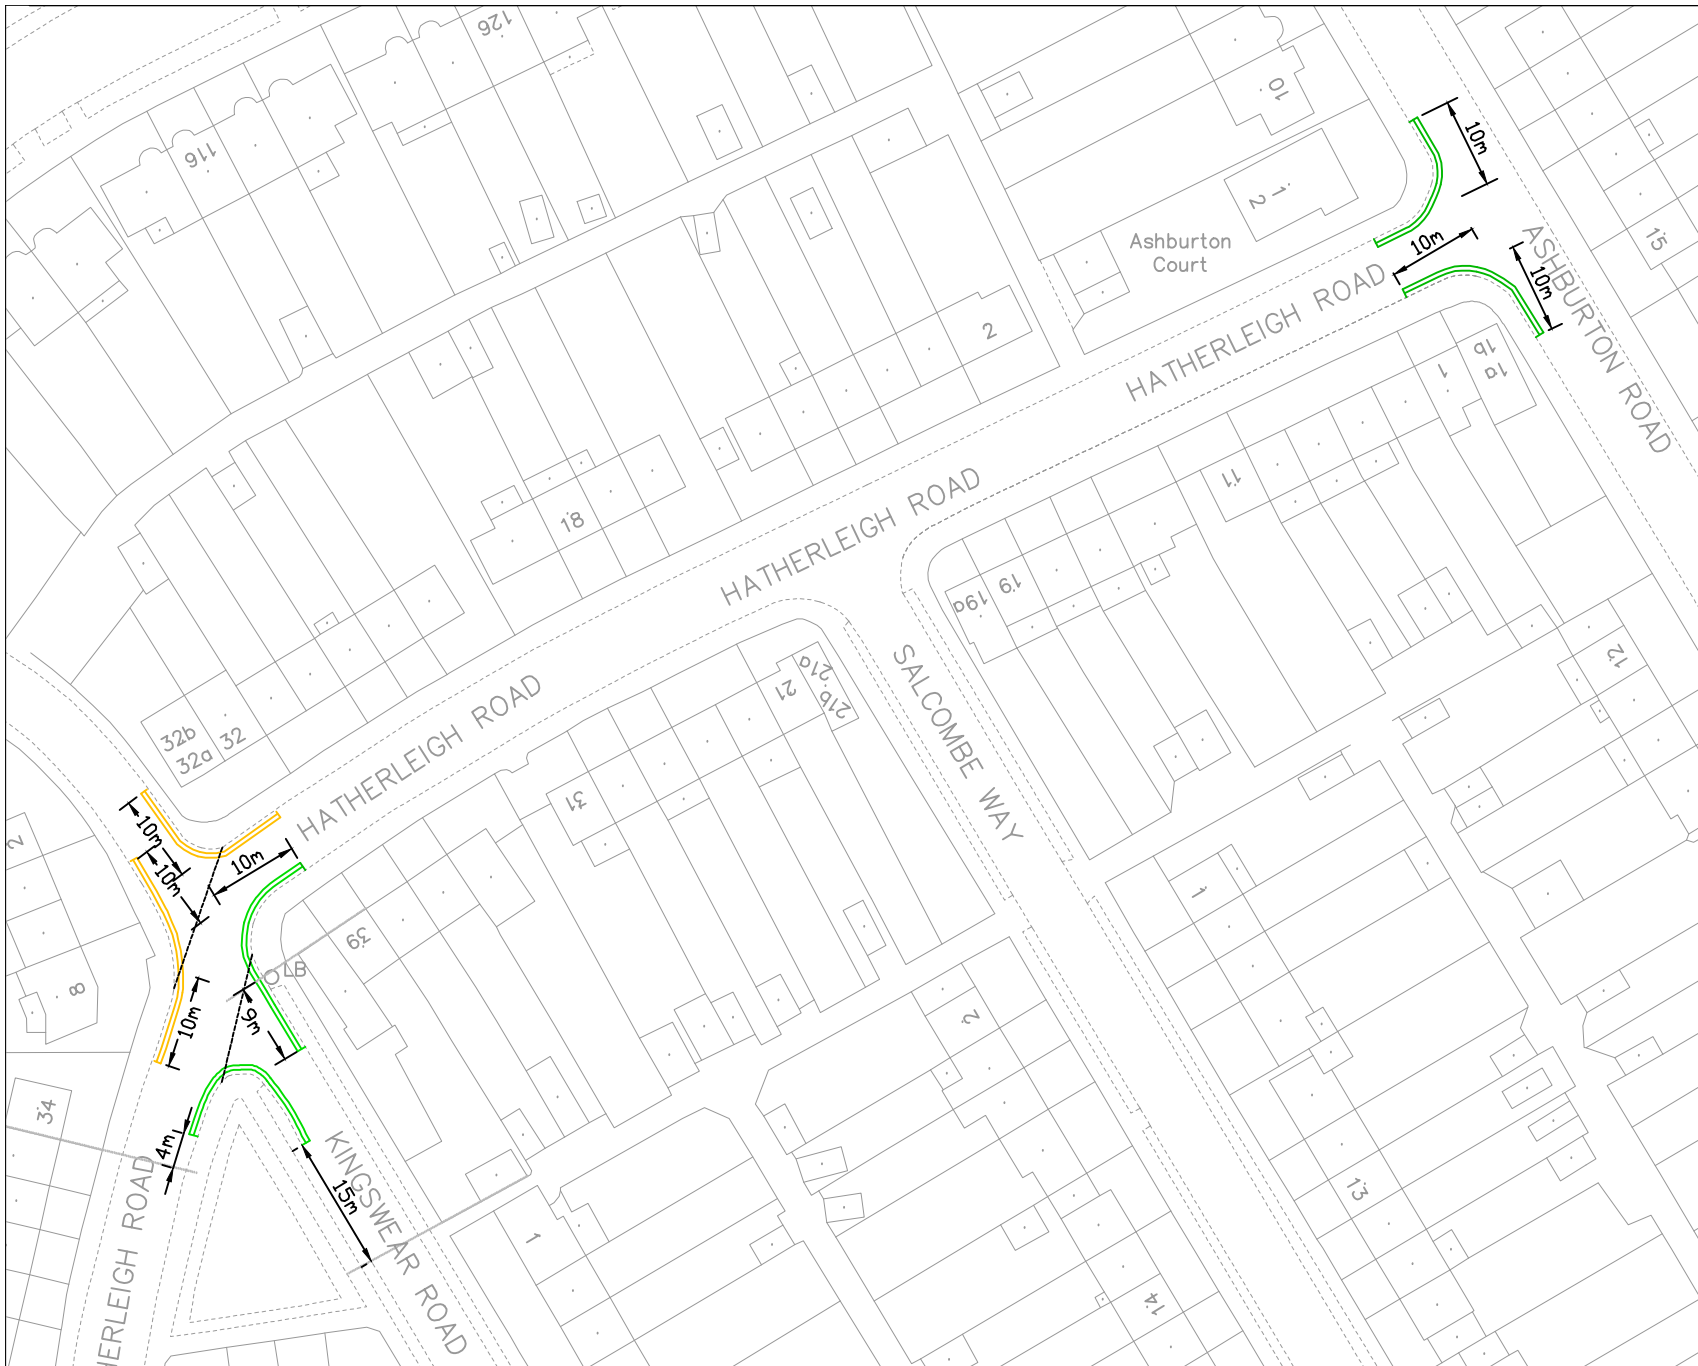 126
116
10
10m
1
2
Ashburton
Court
15
10m
ASHBURTON ROAD
10m
HATHERLEIGH ROAD
2
1
1b
1a
18
11
HATHERLEIGH ROAD
19
19a
12
32b
32a
32
HATHERLEIGH ROAD
21
21a
21b
SALCOMBE WAY
31
2
10m
10m
10m
39
1
LB
8
10m
9m
2
34
4m
KINGSWEAR ROAD
15m
13
1
14
HERLEIGH ROAD